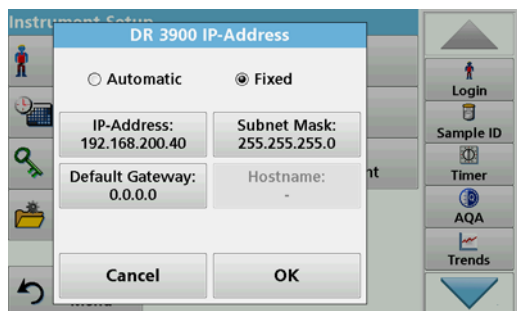 Instrument Setup
DR 3900 IP-Address
Automatic
Fixed
IP-Address:
192.168.200.40
Subnet Mask:
255.255.255.0
Default Gateway:
0.0.0.0
Hostname:
-
Cancel
OK
Login
Sample ID
Timer
AQA
Trends